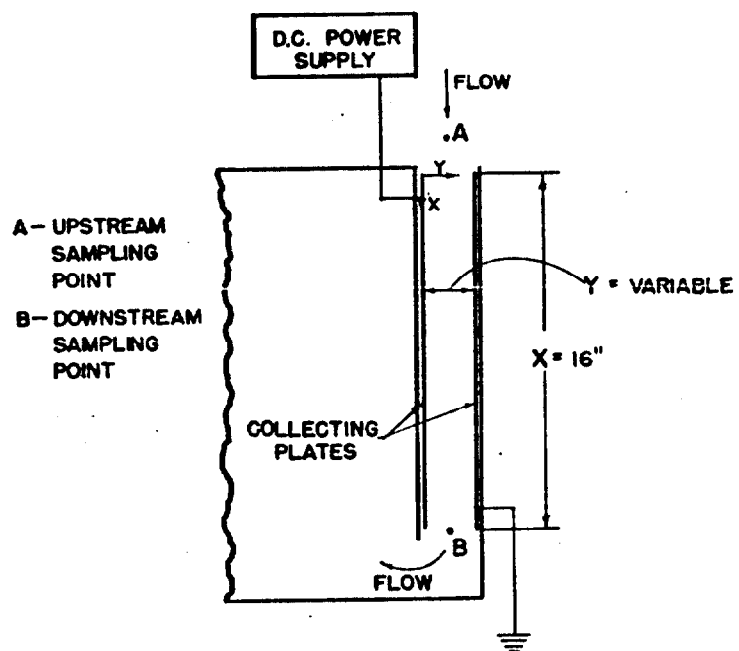 D.C. POWER
SUPPLY
FLOW
A
Y
X
A- UPSTREAM
SAMPLING
POINT
B- DOWNSTREAM
SAMPLING
POINT
Y = VARIABLE
X = 16"
COLLECTING
PLATES
B
FLOW